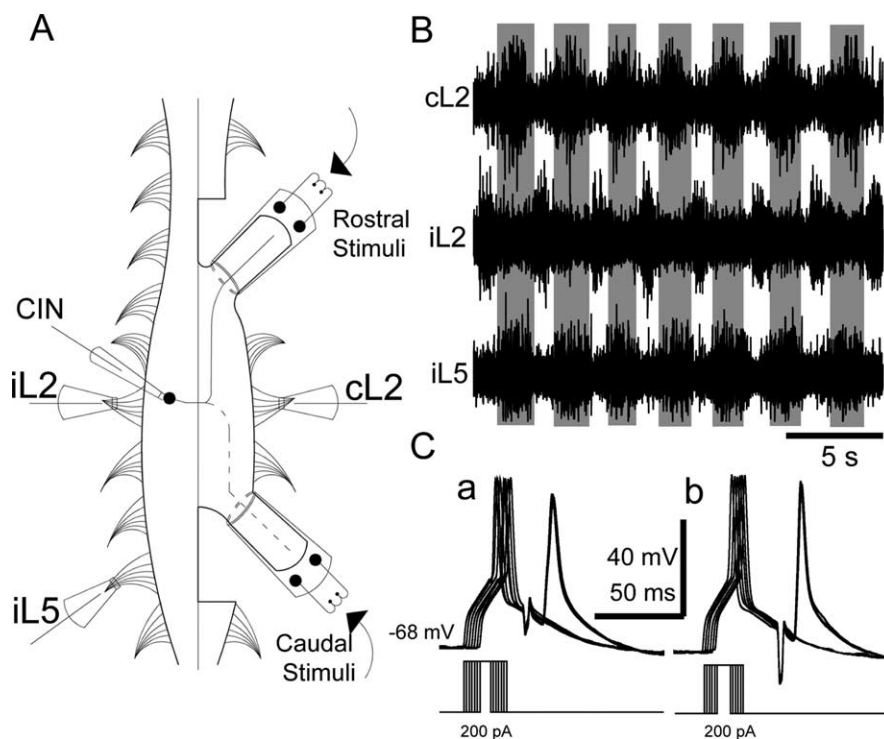 A
Rostral
Stimuli
CIN
iL2
cL2
iL5
Caudal
Stimuli
B
cL2
iL2
iL5
5 s
C
a
b
40 mV
50 ms
-68 mV
200 pA
200 pA